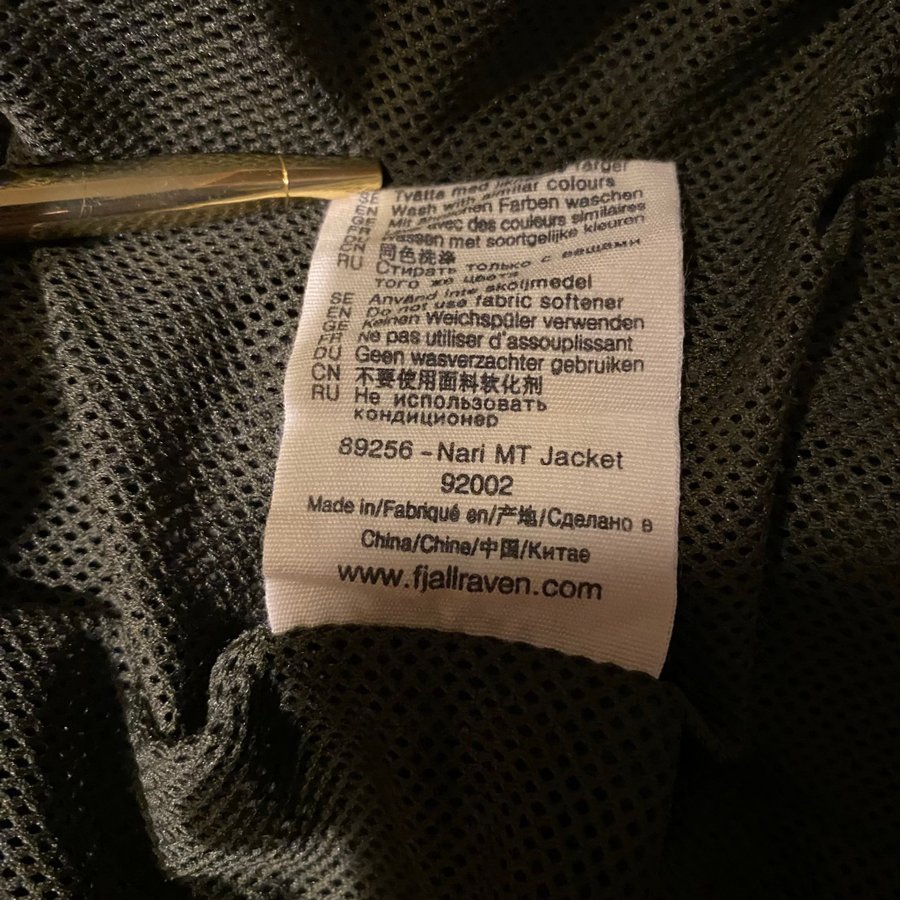 färger
SE Tvätta med
EN Wash with similar colours
GE Mit Farben waschen
FR avec des couleurs similaires
DU wassen met soortgelijke kleuren
CN 同色洗涤
RU Стирать только с вещами
того же цвета
SE Använd inte sköljmedel
EN Do not use fabric softener
GE Keinen Weichspüler verwenden
FR Ne pas utiliser d'assouplissant
DU Geen wasverzachter gebruiken
CN 不要使用面料软化剂
RU Не использовать
кондиционер
89256 - Nari MT Jacket
92002
Made in/Fabriqué en/产地/Сделано в
China/Chine/中国/Китае
www.fjallraven.com